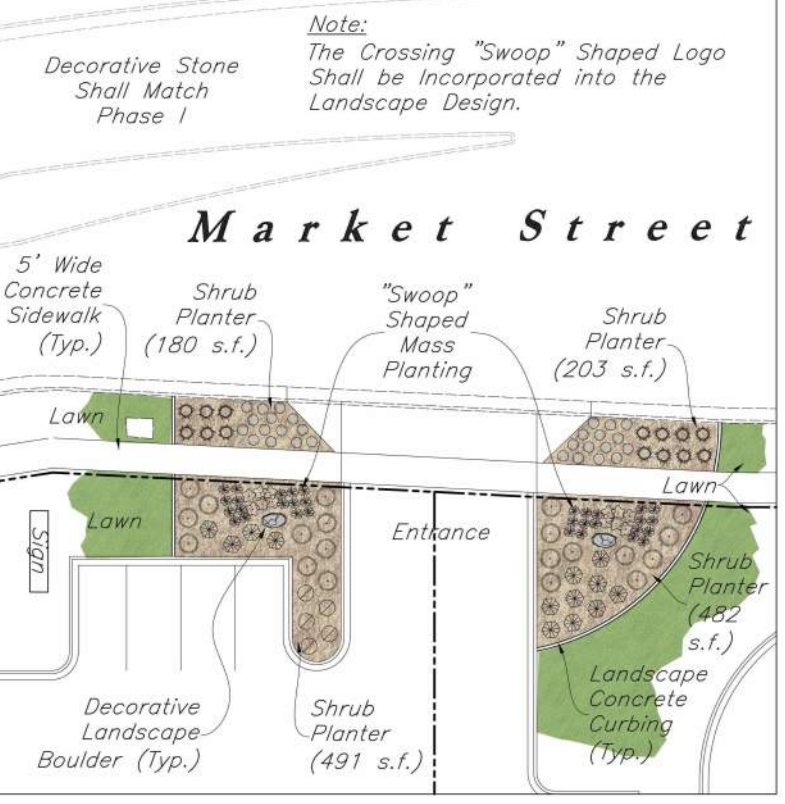 Note:
The Crossing "Swoop" Shaped Logo
Shall be Incorporated into the
Landscape Design.
Decorative Stone
Shall Match
Phase I
Market Street
5' Wide
Concrete
Sidewalk
(Typ.)
Shrub
Planter
(180 s.f.)
"Swoop"
Shaped
Mass
Planting
Shrub
Planter
(203 s.f.)
Lawn
Lawn
Lawn
Sign
Entrance
Shrub
Planter
(482
s.f.)
Landscape
Concrete
Curbing
(Typ.)
Decorative
Landscape
Boulder (Typ.)
Shrub
Planter
(491 s.f.)